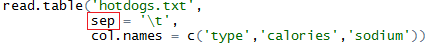 read.table('hotdogs.txt',
sep = '\t',
col.names = c('type','calories','sodium'))